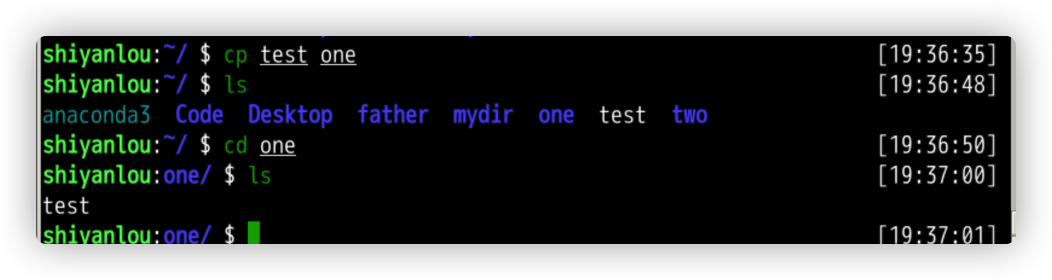 shiyanlou:~/ $ cp test one [19:36:35]
shiyanlou:~/ $ ls [19:36:48]
anaconda3 Code Desktop father mydir one test two
shiyanlou:~/ $ cd one [19:36:50]
shiyanlou:one/ $ ls [19:37:00]
test
shiyanlou:one/ $ [19:37:01]